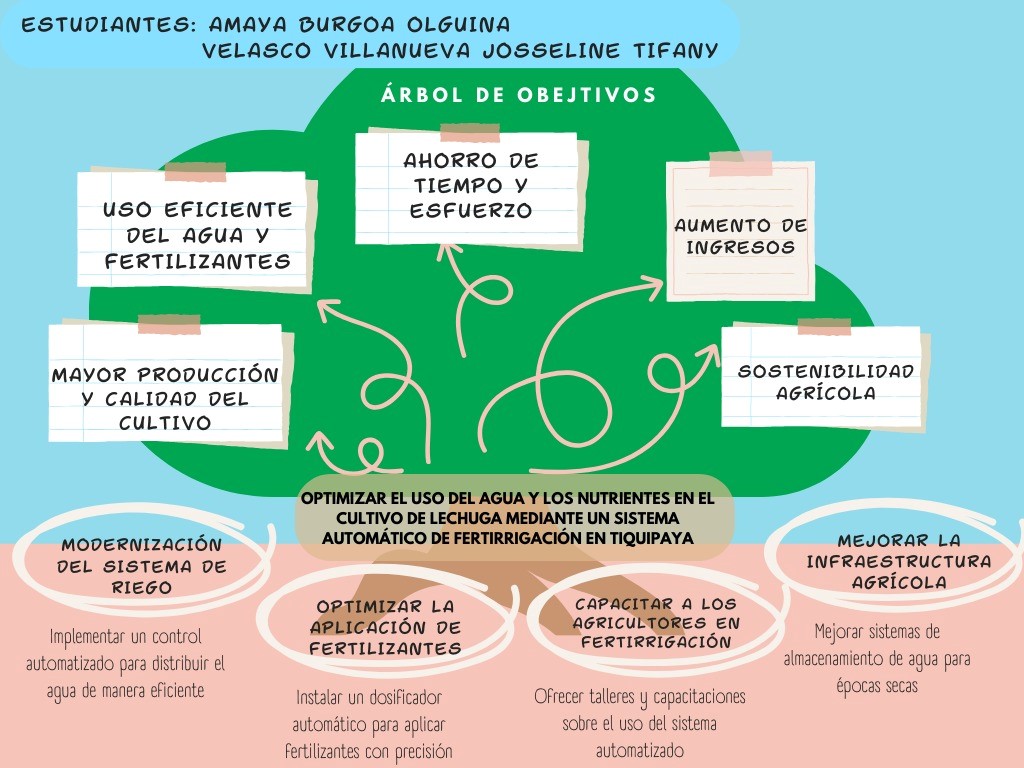 ESTUDIANTES: AMAYA BURGOA OLGUINA
VELASCO VILLANUEVA JOSSELINE TIFANY
ÁRBOL DE OBEJTIVOS
AHORRO DE
TIEMPO Y
ESFUERZO
USO EFICIENTE
DEL AGUA Y
FERTILIZANTES
AUMENTO DE
INGRESOS
MAYOR PRODUCCIÓN
Y CALIDAD DEL
CULTIVO
SOSTENIBILIDAD
AGRÍCOLA
OPTIMIZAR EL USO DEL AGUA Y LOS NUTRIENTES EN EL
CULTIVO DE LECHUGA MEDIANTE UN SISTEMA
AUTOMÁTICO DE FERTIRRIGACIÓN EN TIQUIPAYA
MODERNIZACIÓN
DEL SISTEMA DE
RIEGO
Implementar un control
automatizado para distribuir el
agua de manera eficiente
OPTIMIZAR LA
APLICACIÓN DE
FERTILIZANTES
Instalar un dosificador
automático para aplicar
fertilizantes con precisión
CAPACITAR A LOS
AGRICULTORES EN
FERTIRRIGACIÓN
Ofrecer talleres y capacitaciones
sobre el uso del sistema
automatizado
MEJORAR LA
INFRAESTRUCTURA
AGRÍCOLA
Mejorar sistemas de
almacenamiento de agua para
épocas secas